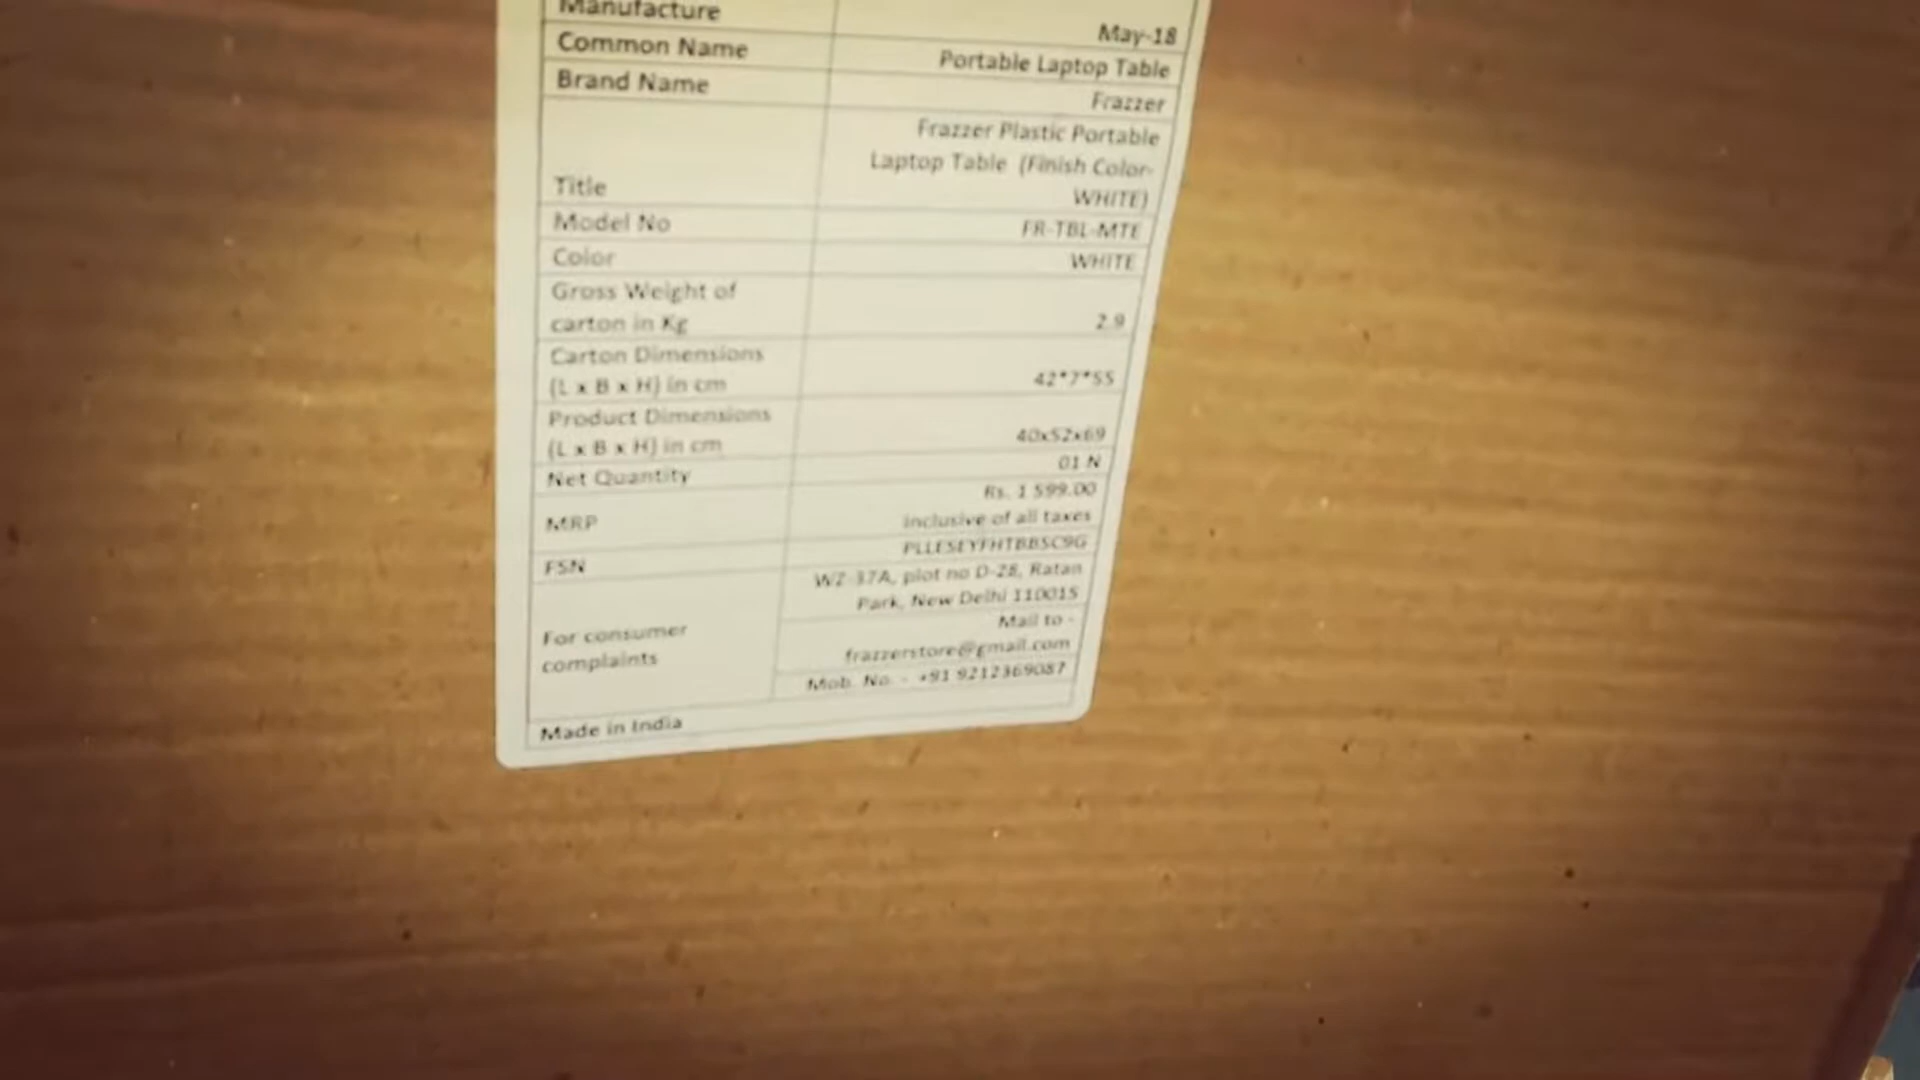 Manufacture May-18
Common Name Portable Laptop Table
Brand Name Frazzer
Frazzer Plastic Portable
Laptop Table (Finish Color-
Title WHITE)
Model No FR-TBL-MTE
Color WHITE
Gross Weight of
carton in Kg 2.9
Carton Dimensions
(L x B x H) in cm 42*7*55
Product Dimensions
(L x B x H) in cm 40x52x69
Net Quantity 01 N
Rs. 1 599.00
MRP inclusive of all taxes
FSN
WZ-37A, plot no D-28, Ratan
Park, New Delhi 110015
Mail to -
For consumer
complaints
frazzerstore@gmail.com
Mob. No. - +91 9212369087
Made in India